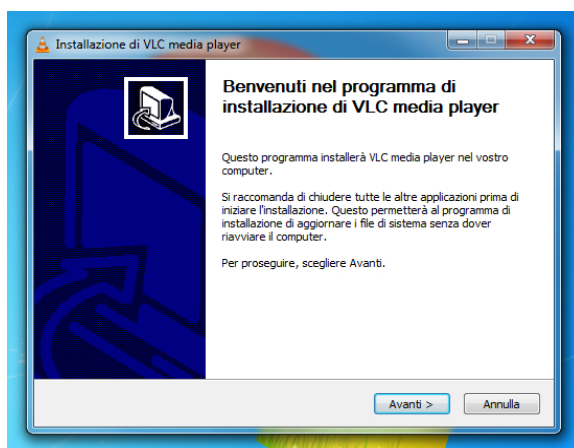 Installazione di VLC media player
Benvenuti nel programma di
installazione di VLC media player
Questo programma installerà VLC media player nel vostro
computer.
Si raccomanda di chiudere tutte le altre applicazioni prima di
iniziare l'installazione. Questo permetterà al programma di
installazione di aggiornare i file di sistema senza dover
riavviare il computer.
Per proseguire, scegliere Avanti.
Avanti >
Annulla